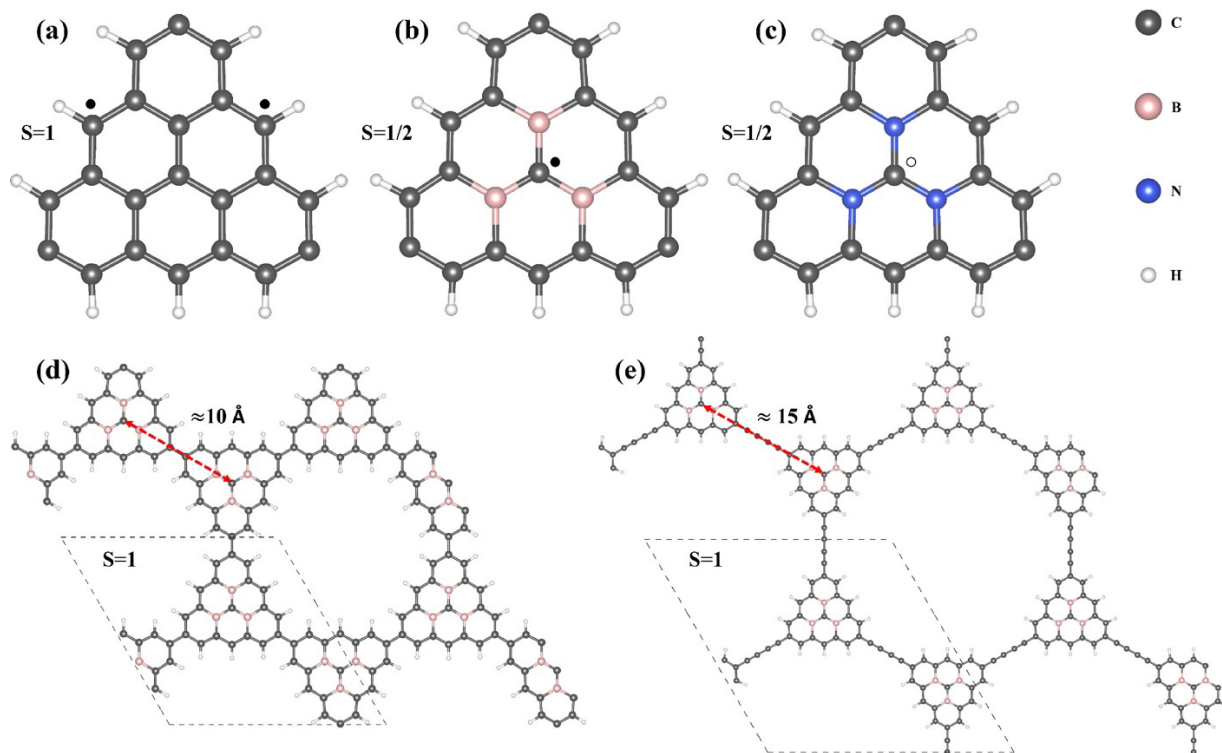 (a)
S=1
(b)
S=1/2
(c)
S=1/2
C
B
N
H
(d)
≈10 Å
S=1
(e)
≈ 15 Å
S=1